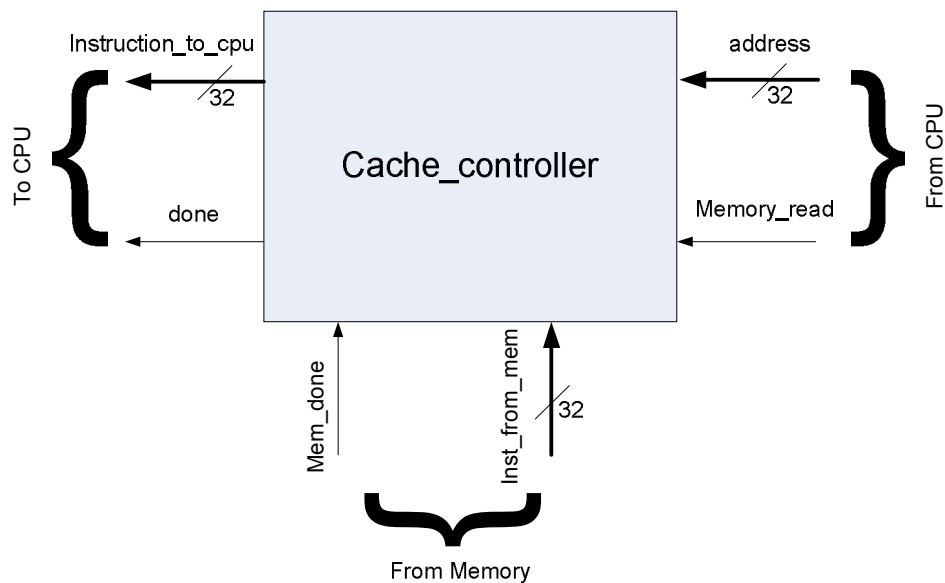 Instruction_to_cpu
32
address
32
To CPU
Cache_controller
From CPU
done
Memory_read
Mem_done
Inst_from_mem
32
From Memory